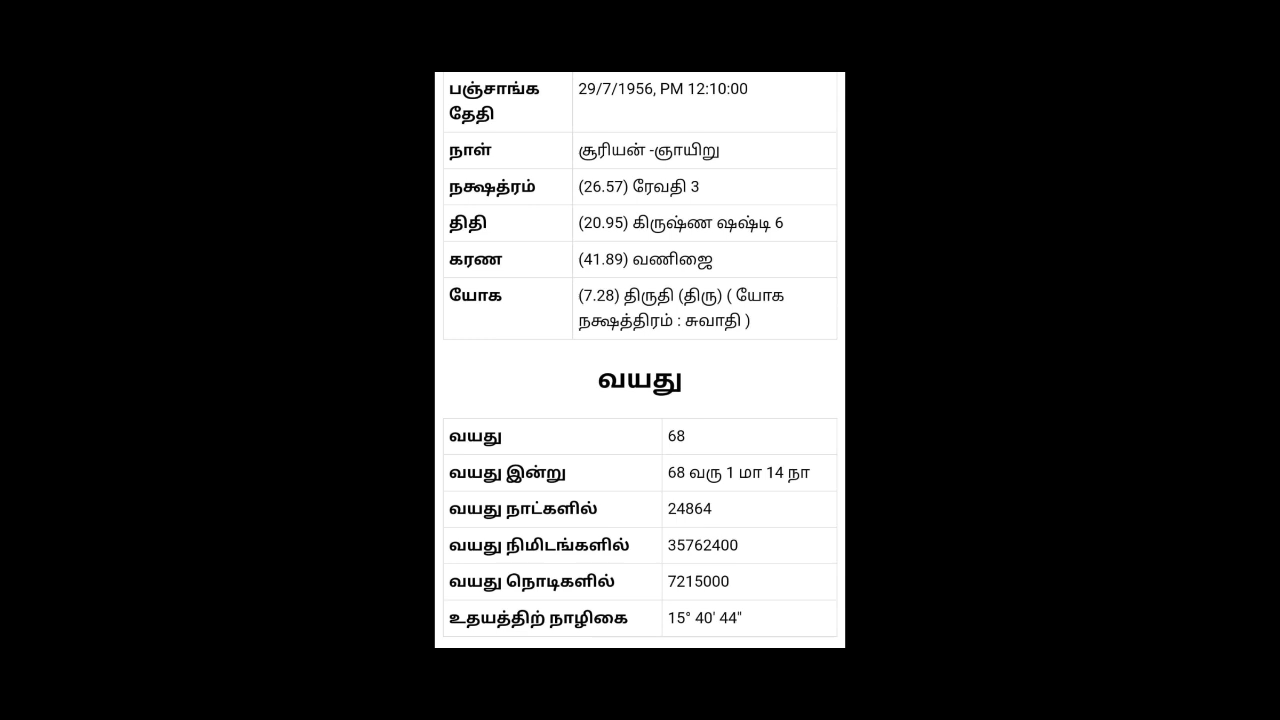 பஞ்சாங்க 29/7/1956, PM 12:10:00
தேதி
நாள் சூரியன் -ஞாயிறு
நக்ஷத்ரம் (26.57) ரேவதி 3
திதி (20.95) கிருஷ்ண ஷஷ்டி 6
கரண (41.89) வணிஜை
யோக (7.28) திருதி (திரு) ( யோக
நக்ஷத்திரம் : சுவாதி )
வயது
வயது 68
வயது இன்று 68 வரு 1 மா 14 நா
வயது நாட்களில் 24864
வயது நிமிடங்களில் 35762400
வயது நொடிகளில் 7215000
உதயத்திற் நாழிகை 15° 40' 44"